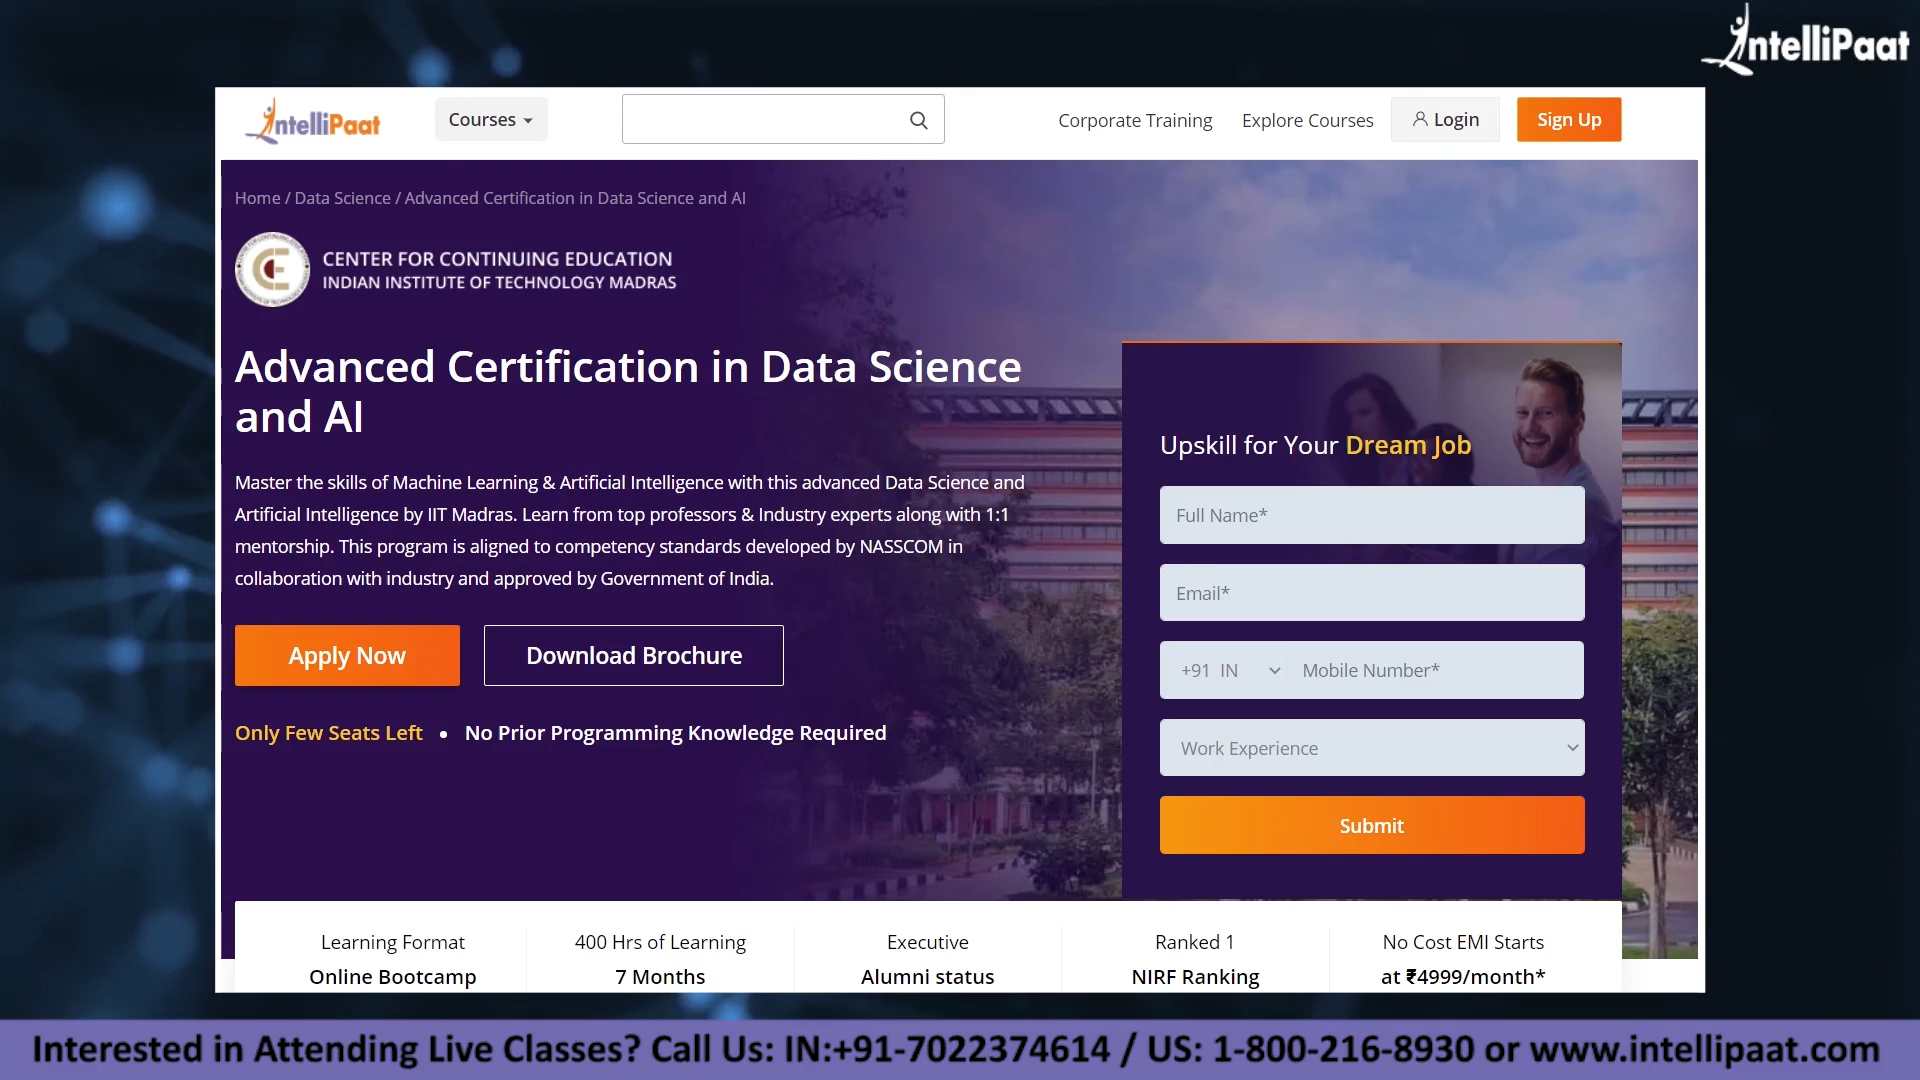 IntelliPaat
IntelliPaat
Courses
Corporate Training
Explore Courses
Login
Sign Up
Home / Data Science / Advanced Certification in Data Science and AI
CENTER FOR CONTINUING EDUCATION
INDIAN INSTITUTE OF TECHNOLOGY MADRAS
Advanced Certification in Data Science
and AI
Master the skills of Machine Learning & Artificial Intelligence with this advanced Data Science and
Artificial Intelligence by IIT Madras. Learn from top professors & Industry experts along with 1:1
mentorship. This program is aligned to competency standards developed by NASSCOM in
collaboration with industry and approved by Government of India.
Apply Now
Download Brochure
Only Few Seats Left • No Prior Programming Knowledge Required
Upskill for Your Dream Job
Full Name*
Email*
+91 IN
Mobile Number*
Work Experience
Submit
Learning Format
Online Bootcamp
400 Hrs of Learning
7 Months
Executive
Alumni status
Ranked 1
NIRF Ranking
No Cost EMI Starts
at ₹4999/month*
Interested in Attending Live Classes? Call Us: IN:+91-7022374614 / US: 1-800-216-8930 or www.intellipaat.com